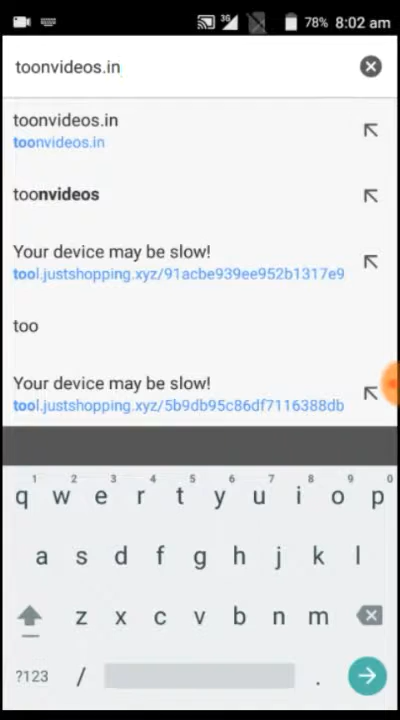 3G 78% 8:02 am
toonvideos.in
toonvideos.in
toonvideos.in
toonvideos
Your device may be slow!
tool.justshopping.xyz/91acbe939ee952b1317e9
too
Your device may be slow!
tool.justshopping.xyz/5b9db95c86df7116388db
1 2 3 4 5 6 7 8 9 0
q w e r t y u i o p
a s d f g h j k l
z x c v b n m
?123 / .